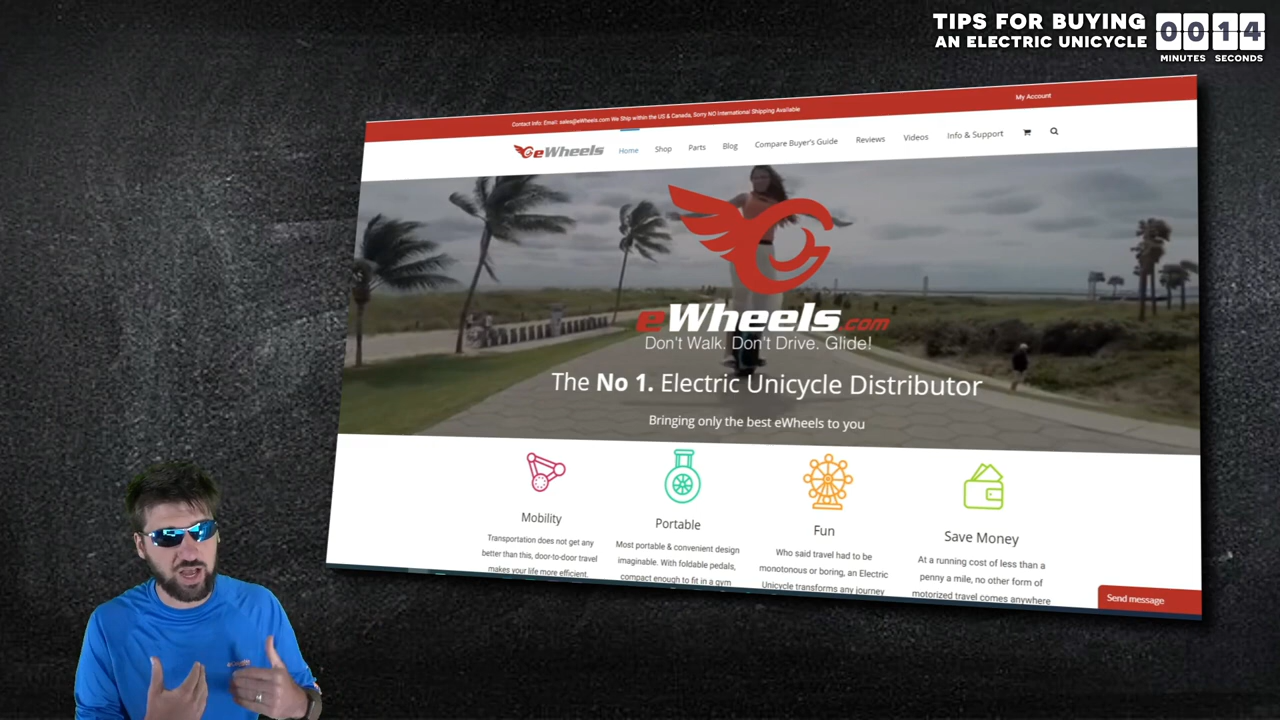 TIPS FOR BUYING
AN ELECTRIC UNICYCLE
0014
MINUTES SECONDS
Contact Info: Email: sales@eWheels.com We Ship within the US & Canada, Sorry NO International Shipping Available
My Account
eWheels
Home Shop Parts Blog Compare Buyer's Guide Reviews Videos Info & Support
eWheels.com
Don't Walk. Don't Drive. Glide!
The No 1. Electric Unicycle Distributor
Bringing only the best eWheels to you
Mobility
Transportation does not get any
better than this, door-to-door travel
makes your life more efficient.
Portable
Most portable & convenient design
imaginable. With foldable pedals,
compact enough to fit in a gym
Fun
Who said travel had to be
monotonous or boring, an Electric
Unicycle transforms any journey
Save Money
At a running cost of less than a
penny a mile, no other form of
motorized travel comes anywhere
Send message